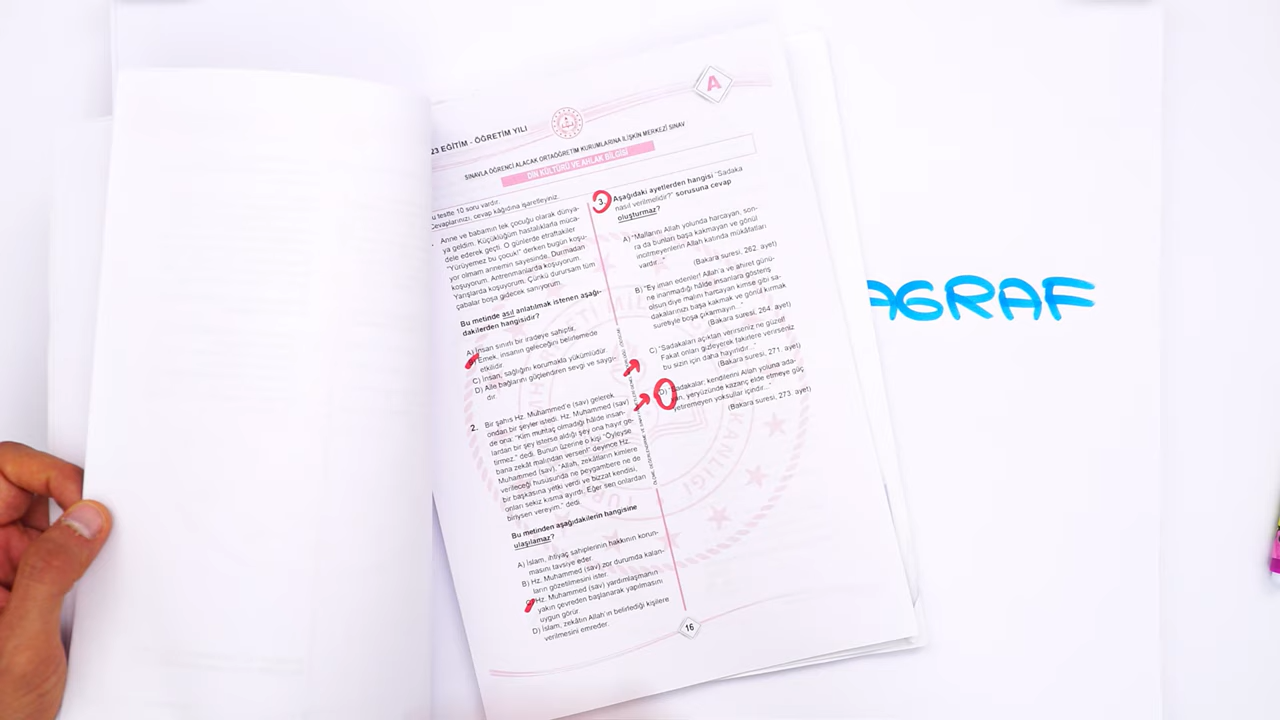 A
23 EĞİTİM - ÖĞRETİM YILI
SINAVLA ÖĞRENCİ ALACAK ORTAÖĞRETİM KURUMLARINA İLİŞKİN MERKEZÎ SINAV
DİN KÜLTÜRÜ VE AHLAK BİLGİSİ
u testte 10 soru vardır.
Cevaplarınızı, cevap kâğıdına işaretleyiniz.
Anne ve babamın tek çocuğu olarak dünya-
ya geldim. Küçüklüğüm hastalıklarla müca-
dele ederek geçti. O günlerde etraftakiler
"Yürüyemez bu çocuk!" derken bugün koşu-
yor olmam annemin sayesinde. Durmadan
koşuyorum. Antrenmanlarda koşuyorum.
Yarışlarda koşuyorum. Çünkü durursam tüm
çabalar boşa gidecek sanıyorum.
Bu metinde asıl anlatılmak istenen aşağı-
dakilerden hangisidir?
A) İnsan sınırlı bir iradeye sahiptir.
Emek, insanın geleceğini belirlemede
etkilidir.
C) İnsan, sağlığını korumakla yükümlüdür.
D) Aile bağlarını güçlendiren sevgi ve saygı-
dır.
2. Bir şahıs Hz. Muhammed'e (sav) gelerek
ondan bir şeyler istedi. Hz. Muhammed (sav)
de ona: "Kim muhtaç olmadığı hâlde insan-
lardan bir şey isterse aldığı şey ona hayır ge-
tirmez." dedi. Bunun üzerine o kişi "Öyleyse
bana zekât malından versen!" deyince Hz.
Muhammed (sav), "Allah, zekâtların kimlere
verileceği hususunda ne peygambere ne de
bir başkasına yetki verdi ve bizzat kendisi,
onları sekiz kısma ayırdı. Eğer sen onlardan
biriysen vereyim." dedi.
Bu metinden aşağıdakilerin hangisine
ulaşılamaz?
A) İslam, ihtiyaç sahiplerinin hakkının korun-
masını tavsiye eder.
B) Hz. Muhammed (sav) zor durumda kalan-
ların gözetilmesini ister.
C) Hz. Muhammed (sav) yardımlaşmanın
yakın çevreden başlanarak yapılmasını
uygun görür.
D) İslam, zekâtın Allah'ın belirlediği kişilere
verilmesini emreder.
3. Aşağıdaki ayetlerden hangisi "Sadaka
nasıl verilmelidir?" sorusuna cevap
oluşturmaz?
A) "Mallarını Allah yolunda harcayan, son-
ra da bunları başa kakmayan ve gönül
incitmeyenlerin Allah katında mükâfatları
vardır..."
(Bakara suresi, 262. ayet)
B) "Ey iman edenler! Allah'a ve ahiret günü-
ne inanmadığı hâlde insanlara gösteriş
olsun diye malını harcayan kimse gibi sa-
dakalarınızı başa kakmak ve gönül kırmak
suretiyle boşa çıkarmayın..."
(Bakara suresi, 264. ayet)
C) "Sadakaları açıktan verirseniz ne güzel!
Fakat onları gizleyerek fakirlere verirseniz
bu sizin için daha hayırlıdır..."
(Bakara suresi, 271. ayet)
D) "Sadakalar; kendilerini Allah yoluna ada-
yan, yeryüzünde kazanç elde etmeye güç
yetiremeyen yoksullar içindir..."
(Bakara suresi, 273. ayet)
16
AGRAF